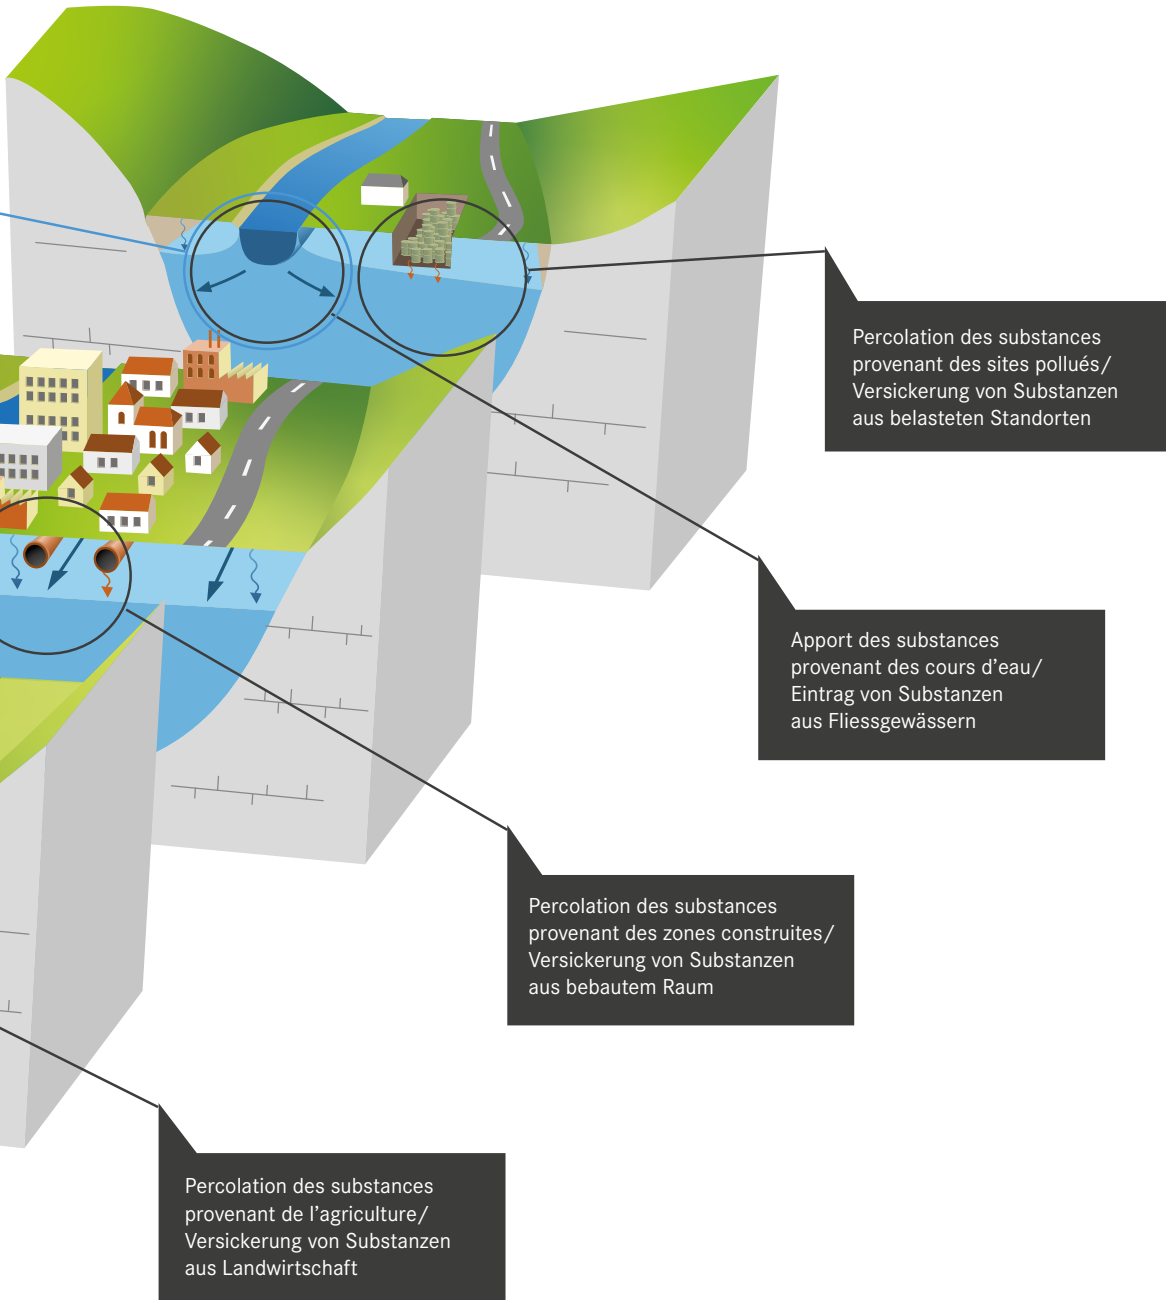 Percolation des substances
provenant des sites pollués/
Versickerung von Substanzen
aus belasteten Standorten
Apport des substances
provenant des cours d’eau/
Eintrag von Substanzen
aus Fliessgewässern
Percolation des substances
provenant des zones construites/
Versickerung von Substanzen
aus bebautem Raum
Percolation des substances
provenant de l’agriculture/
Versickerung von Substanzen
aus Landwirtschaft